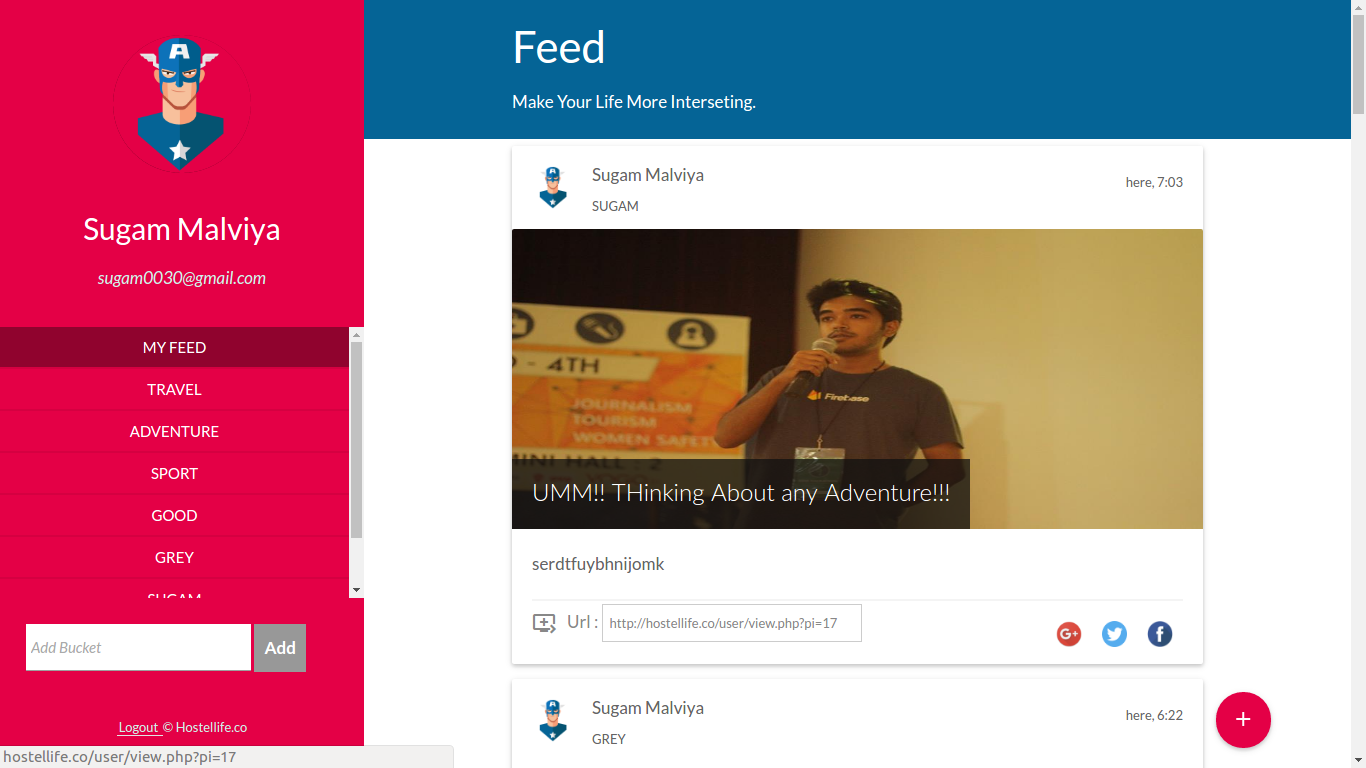 A
Sugam Malviya
sugam0030@gmail.com
MY FEED
TRAVEL
ADVENTURE
SPORT
GOOD
GREY
SUGAM
Add Bucket
Add
Logout © Hostellife.co
hostellife.co/user/view.php?pi=17
Feed
Make Your Life More Interseting.
Sugam Malviya
here, 7:03
SUGAM
- 4TH
JOURNALISM
TOURISM
WOMEN SAFETY
MINI HALL : 2
Firebase
UMM!! THinking About any Adventure!!!
serdtfuybhnijomk
Url : http://hostellife.co/user/view.php?pi=17
G+
f
Sugam Malviya
here, 6:22
GREY
+